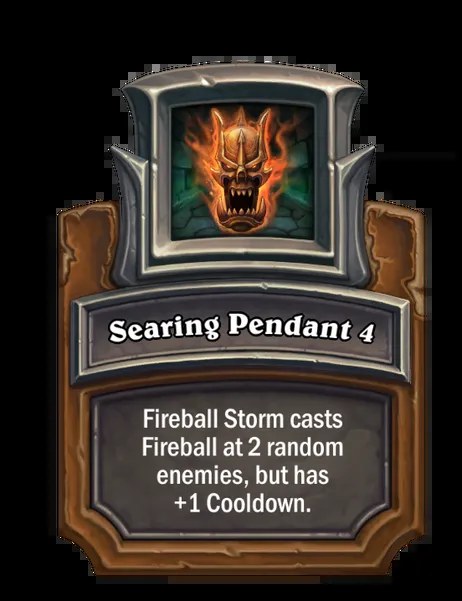 Searing Pendant 4
Fireball Storm casts
Fireball at 2 random
enemies, but has
+1 Cooldown.